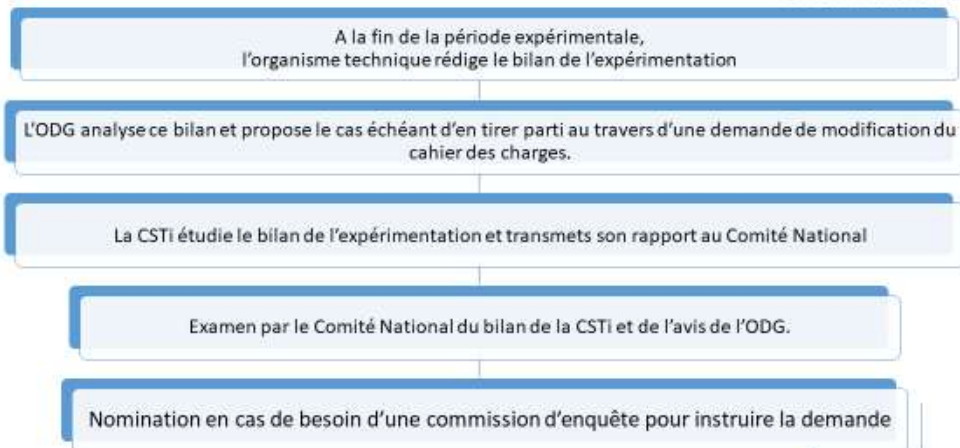 A la fin de la période expérimentale,
l'organisme technique rédige le bilan de l'expérimentation
L'ODG analyse ce bilan et propose le cas échéant d'en tirer parti au travers d'une demande de modification du
cahier des charges.
La CSTi étudie le bilan de l'expérimentation et transmets son rapport au Comité National
Examen par le Comité National du bilan de la CSTi et de l'avis de l'ODG.
Nomination en cas de besoin d'une commission d'enquête pour instruire la demande